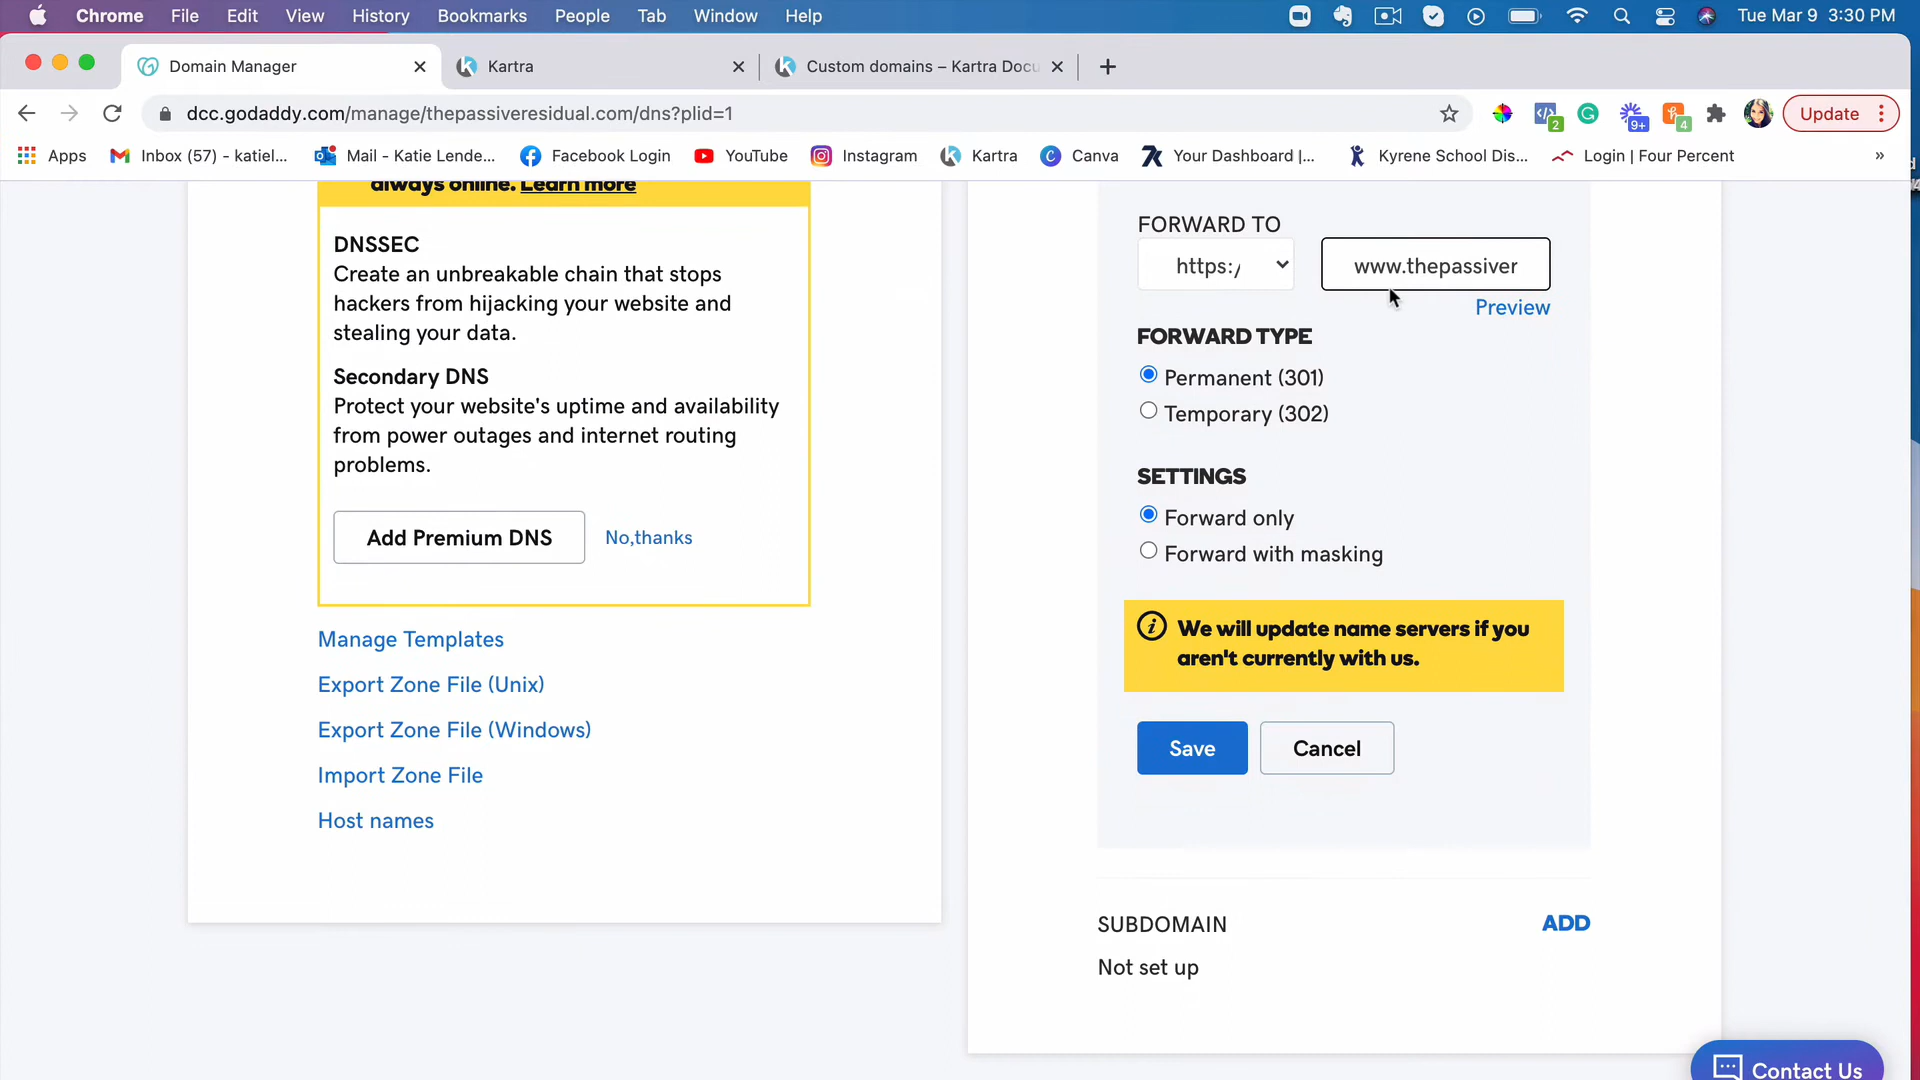 Chrome File Edit View History Bookmarks People Tab Window Help Tue Mar 9 3:30 PM
Domain Manager Kartra Custom domains – Kartra Docu
dcc.godaddy.com/manage/thepassiveresidual.com/dns?plid=1 2 9+ 4 Update
Apps Inbox (57) - katiel... Mail - Katie Lende... Facebook Login YouTube Instagram Kartra Canva Your Dashboard |... Kyrene School Dis... Login | Four Percent »
always online. Learn more
DNSSEC
Create an unbreakable chain that stops
hackers from hijacking your website and
stealing your data.
Secondary DNS
Protect your website's uptime and availability
from power outages and internet routing
problems.
Add Premium DNS No,thanks
Manage Templates
Export Zone File (Unix)
Export Zone File (Windows)
Import Zone File
Host names
FORWARD TO
https:/ www.thepassiver
Preview
FORWARD TYPE
Permanent (301)
Temporary (302)
SETTINGS
Forward only
Forward with masking
We will update name servers if you
aren't currently with us.
Save Cancel
SUBDOMAIN ADD
Not set up
Contact Us